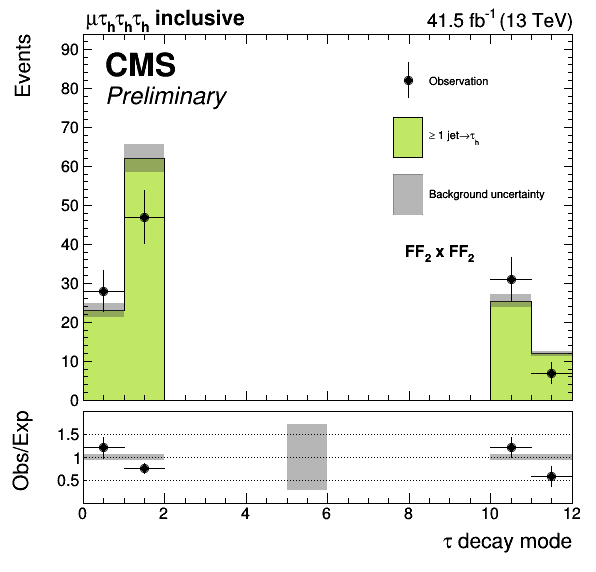 μτₕτₕτₕ inclusive
41.5 fb⁻¹ (13 TeV)
Events
CMS
Preliminary
Observation
≥ 1 jet→τₕ
Background uncertainty
FF₂ x FF₂
90
80
70
60
50
40
30
20
10
0
Obs/Exp
1.5
1
0.5
0 2 4 6 8 10 12
τ decay mode